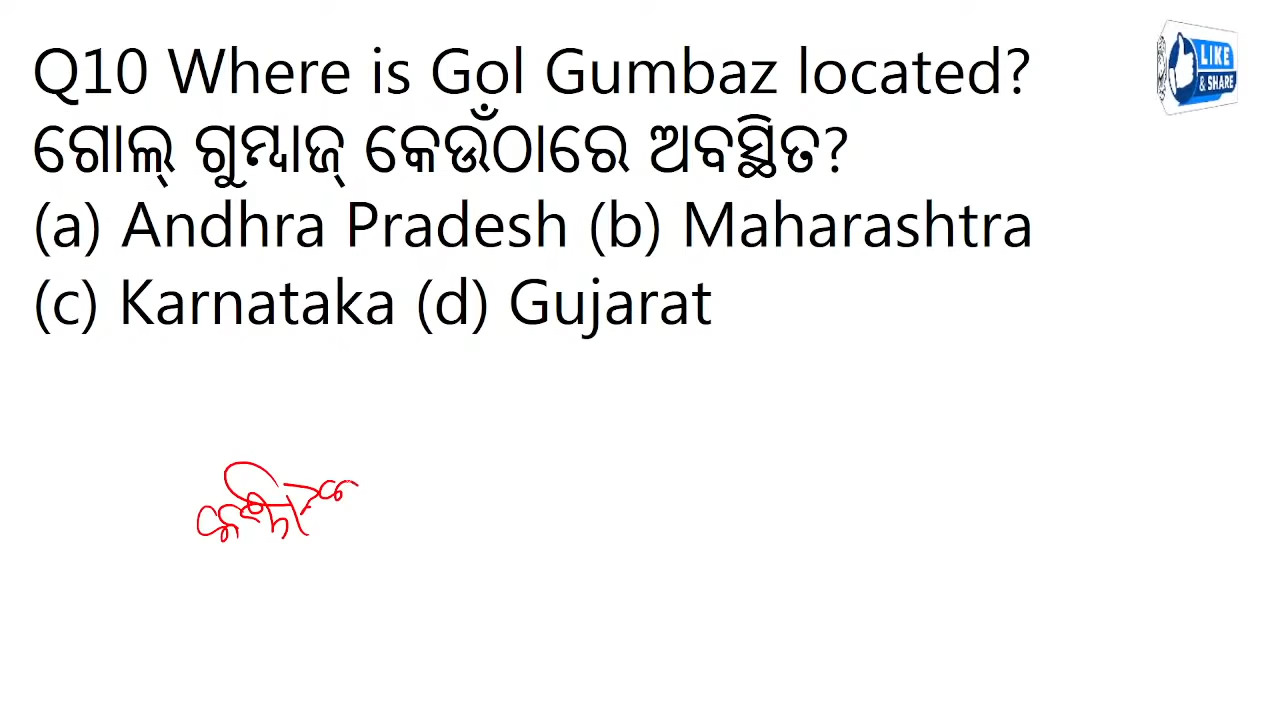 Q10 Where is Gol Gumbaz located?
ଗୋଲ୍ ଗୁମ୍ଭାଜ୍ କେଉଁଠାରେ ଅବସ୍ଥିତ?
(a) Andhra Pradesh (b) Maharashtra
(c) Karnataka (d) Gujarat
LIKE
& SHARE